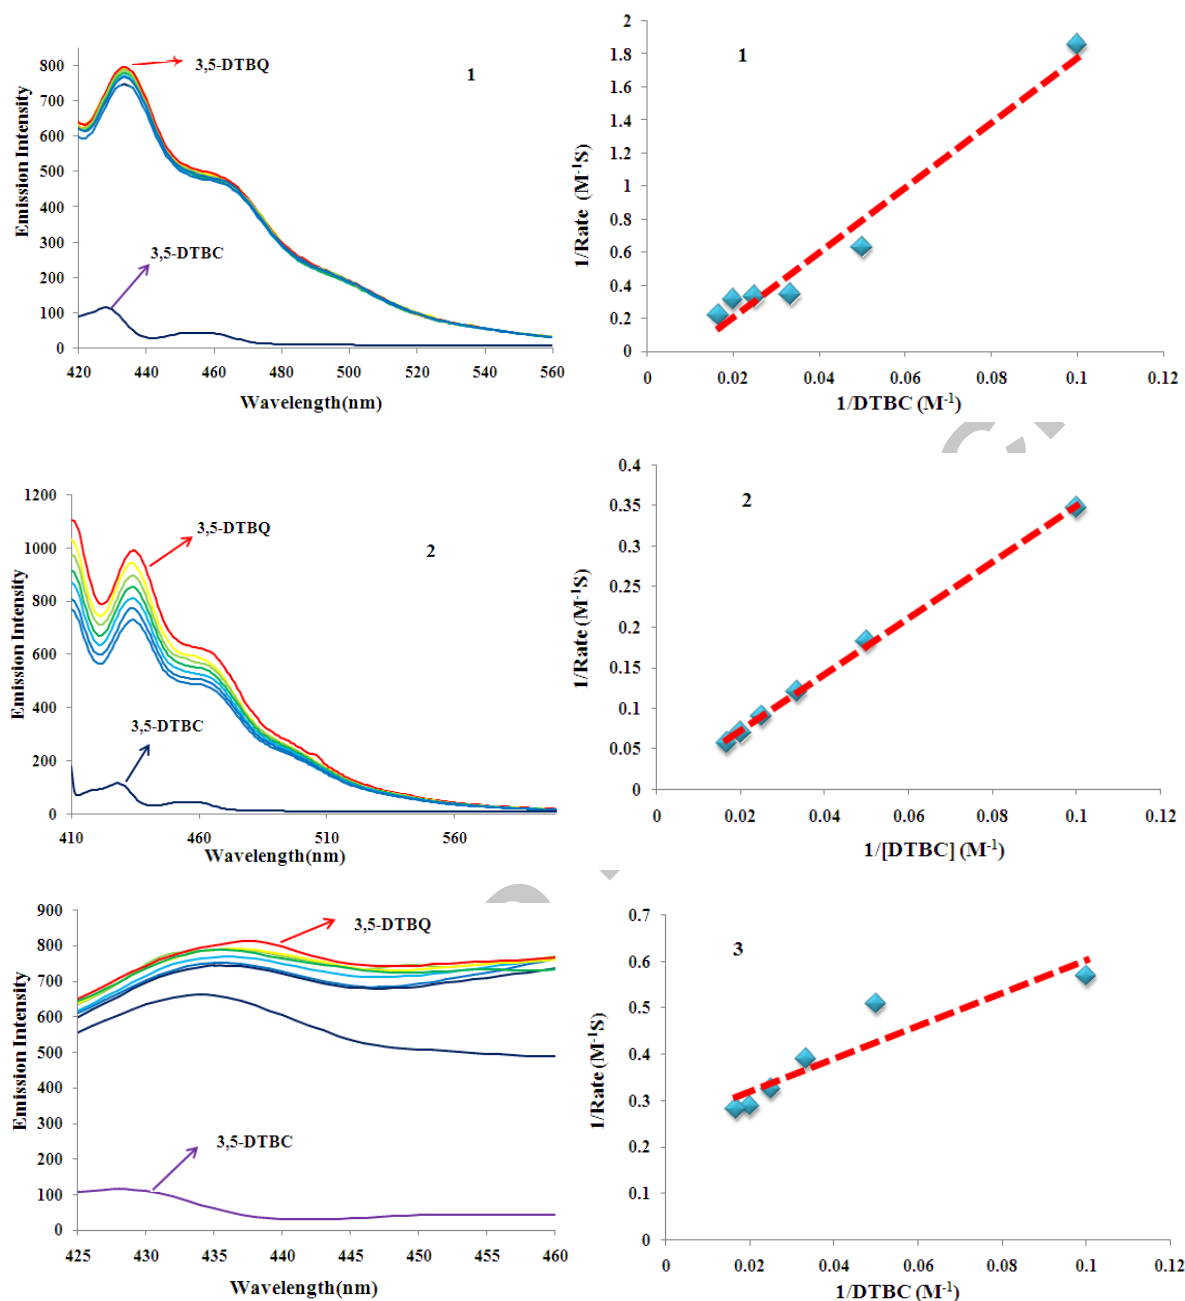 3,5-DTBQ
1
3,5-DTBC
Emission Intensity
800
700
600
500
400
300
200
100
0
420 440 460 480 500 520 540 560
Wavelength(nm)
1
1/Rate (M-1S)
2
1.8
1.6
1.4
1.2
1
0.8
0.6
0.4
0.2
0
0 0.02 0.04 0.06 0.08 0.1 0.12
1/DTBC (M-1)
3,5-DTBQ
2
3,5-DTBC
Emission Intensity
1200
1000
800
600
400
200
0
410 460 510 560
Wavelength(nm)
2
1/Rate (M-1S)
0.4
0.35
0.3
0.25
0.2
0.15
0.1
0.05
0
0 0.02 0.04 0.06 0.08 0.1 0.12
1/[DTBC] (M-1)
3,5-DTBQ
3,5-DTBC
Emission Intensity
900
800
700
600
500
400
300
200
100
0
425 430 435 440 445 450 455 460
Wavelength(nm)
3
1/Rate (M-1S)
0.7
0.6
0.5
0.4
0.3
0.2
0.1
0
0 0.02 0.04 0.06 0.08 0.1 0.12
1/DTBC (M-1)